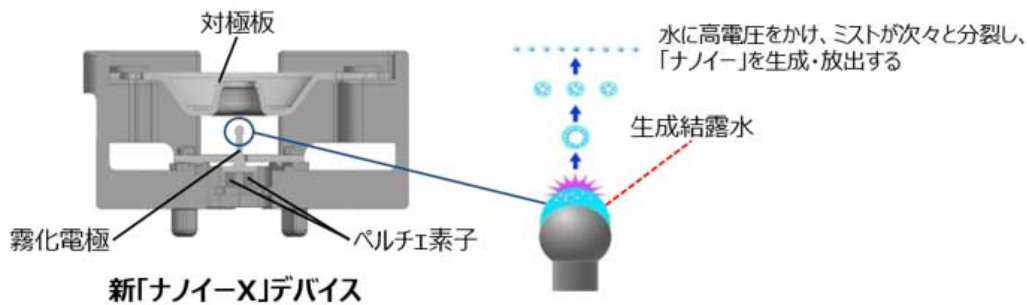 対極板
水に高電圧をかけ、ミストが次々と分裂し、
「ナノイー」を生成・放出する
生成結露水
霧化電極
ペルチェ素子
新「ナノイーX」デバイス